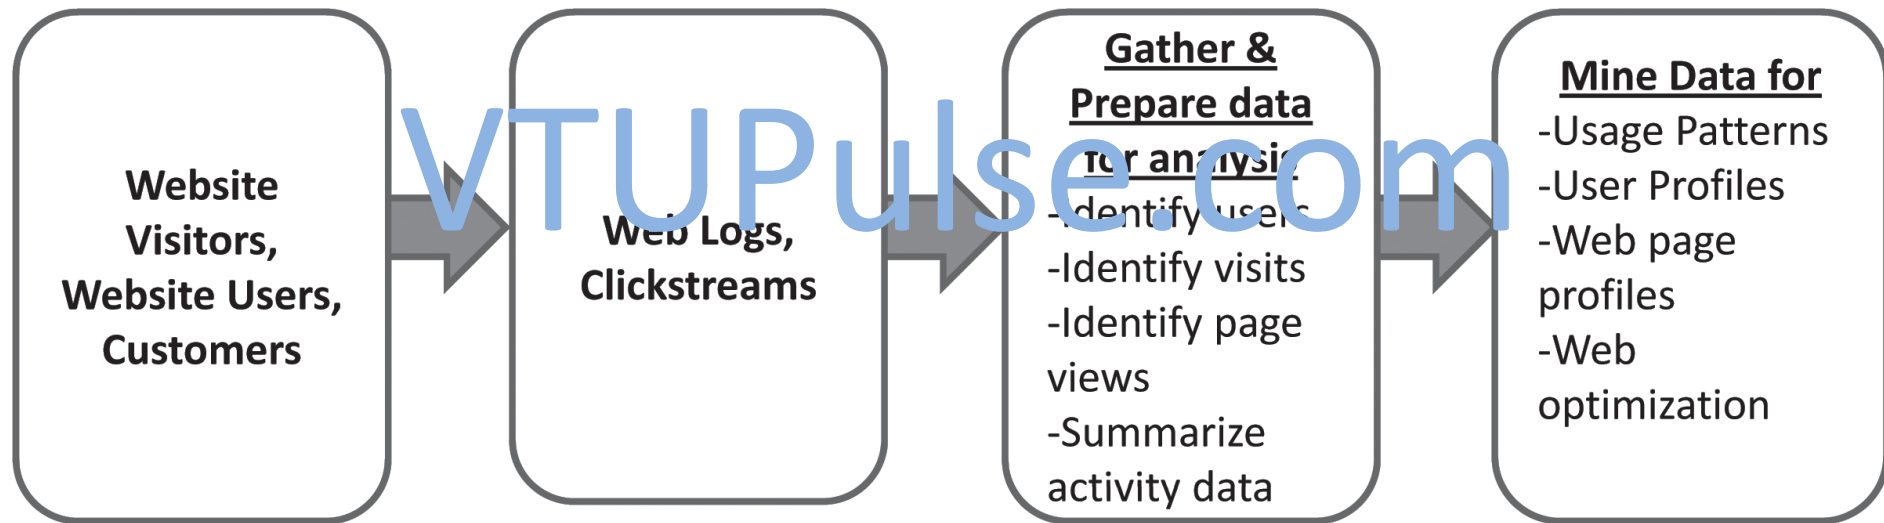 Website
Visitors,
Website Users,
Customers
Web Logs,
Clickstreams
Gather &
Prepare data
for analysis
-Identify users
-Identify visits
-Identify page
views
-Summarize
activity data
Mine Data for
-Usage Patterns
-User Profiles
-Web page
profiles
-Web
optimization
VTUPulse.com